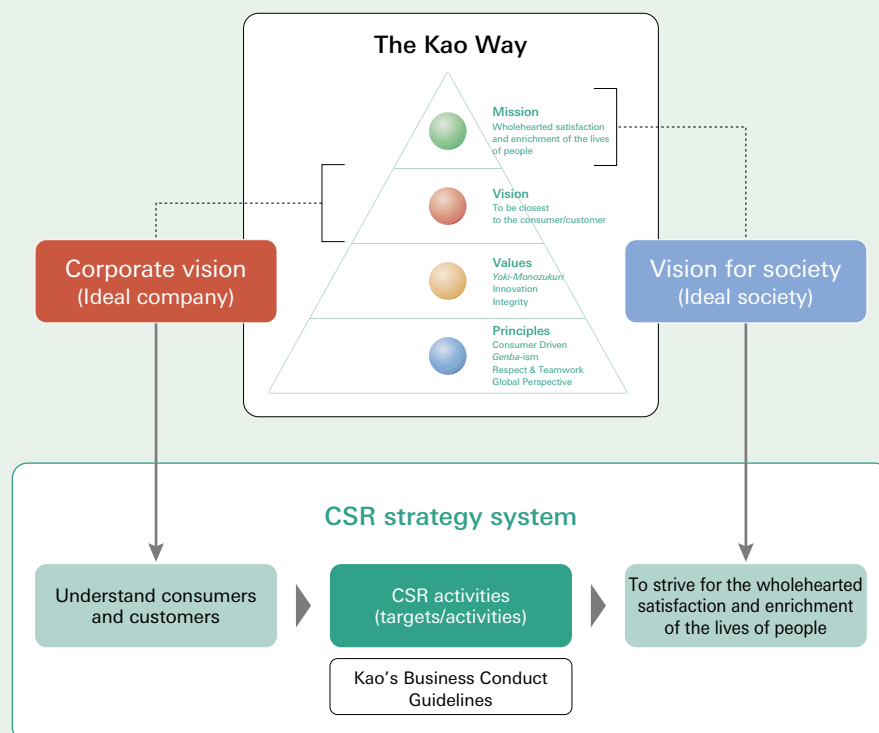 The Kao Way
Mission
Wholehearted satisfaction
and enrichment of the lives
of people
Vision
To be closest
to the consumer/customer
Values
Yoki-Monozukuri
Innovation
Integrity
Principles
Consumer Driven
Genba-ism
Respect & Teamwork
Global Perspective
Corporate vision
(Ideal company)
Vision for society
(Ideal society)
CSR strategy system
Understand consumers
and customers
CSR activities
(targets/activities)
To strive for the wholehearted
satisfaction and enrichment
of the lives of people
Kao’s Business Conduct
Guidelines